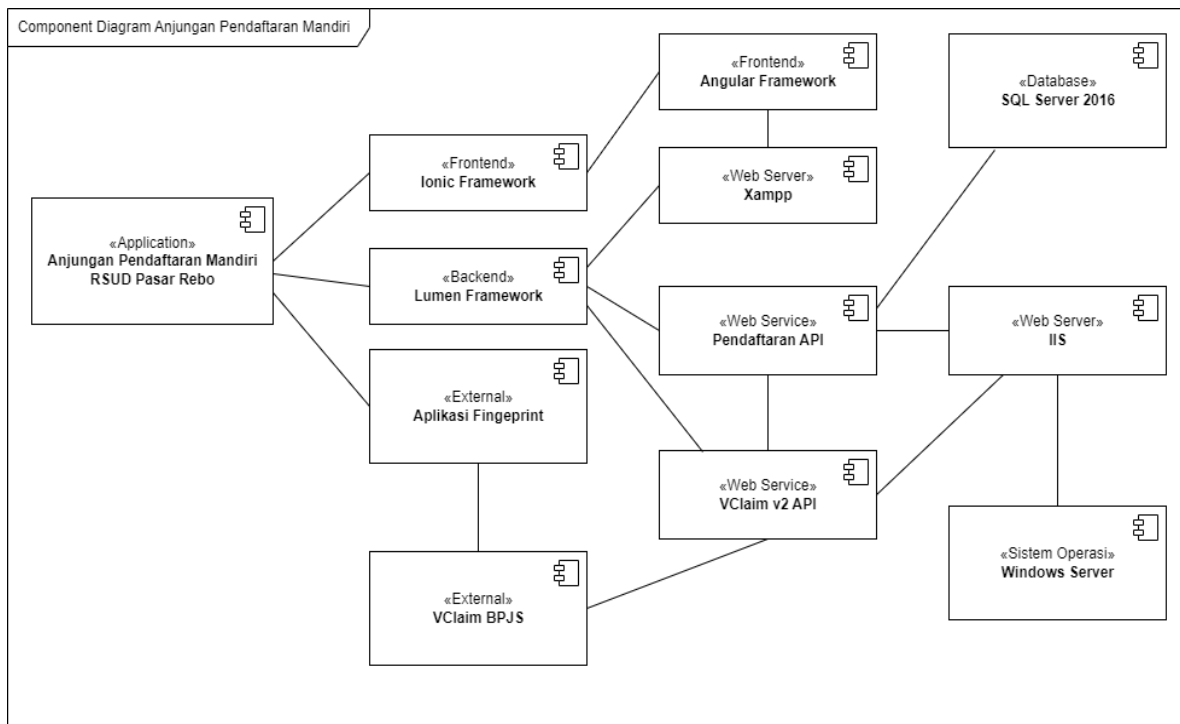 Component Diagram Anjungan Pendaftaran Mandiri
«Application»
Anjungan Pendaftaran Mandiri
RSUD Pasar Rebo
«Frontend»
Ionic Framework
«Backend»
Lumen Framework
«External»
Aplikasi Fingeprint
«External»
VClaim BPJS
«Frontend»
Angular Framework
«Web Server»
Xampp
«Web Service»
Pendaftaran API
«Web Service»
VClaim v2 API
«Database»
SQL Server 2016
«Web Server»
IIS
«Sistem Operasi»
Windows Server